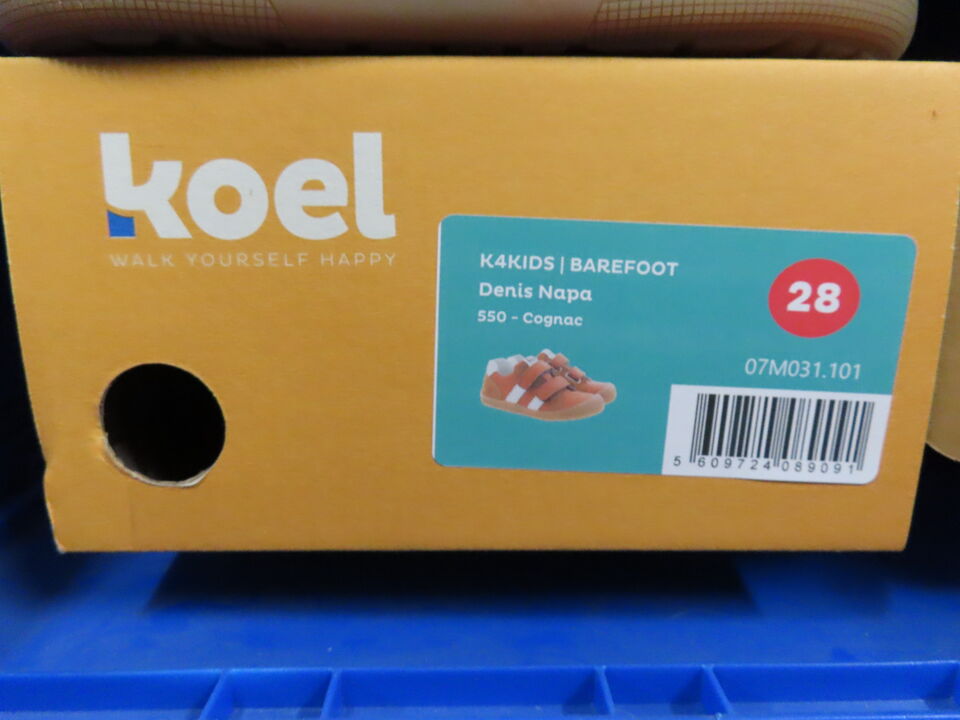 koel
WALK YOURSELF HAPPY
K4KIDS | BAREFOOT
Denis Napa
550 - Cognac
28
07M031.101
5 609724 089091